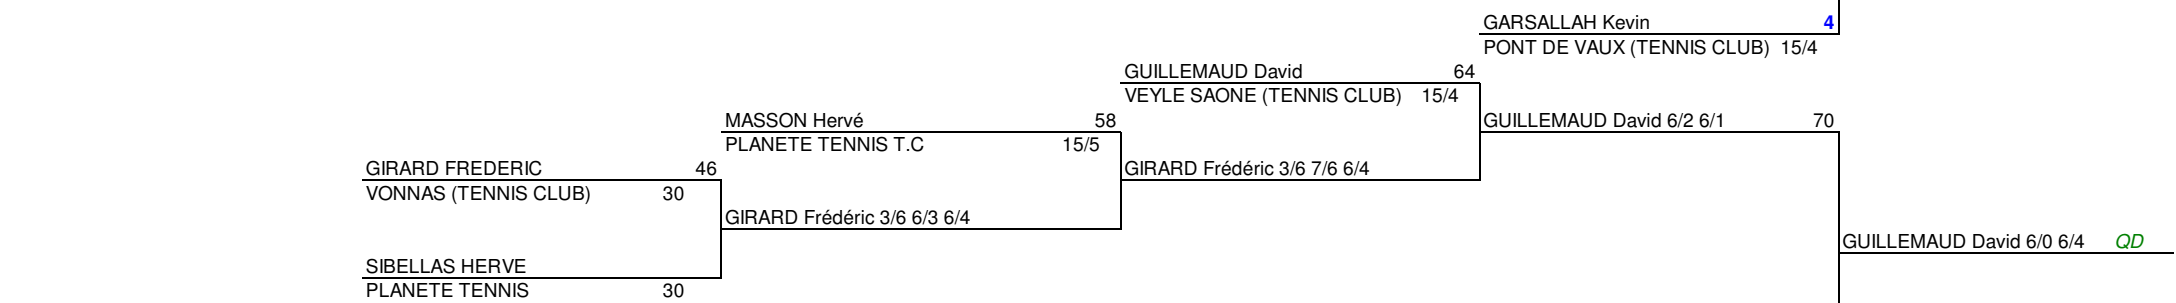 GARSALLAH Kevin 4
PONT DE VAUX (TENNIS CLUB) 15/4
GUILLEMAUD David 64
VEYLE SAONE (TENNIS CLUB) 15/4
MASSON Hervé 58
GUILLEMAUD David 6/2 6/1 70
PLANETE TENNIS T.C 15/5
GIRARD FREDERIC 46
GIRARD Frédéric 3/6 7/6 6/4
VONNAS (TENNIS CLUB) 30
GIRARD Frédéric 3/6 6/3 6/4
GUILLEMAUD David 6/0 6/4 QD
SIBELLAS HERVE
PLANETE TENNIS 30